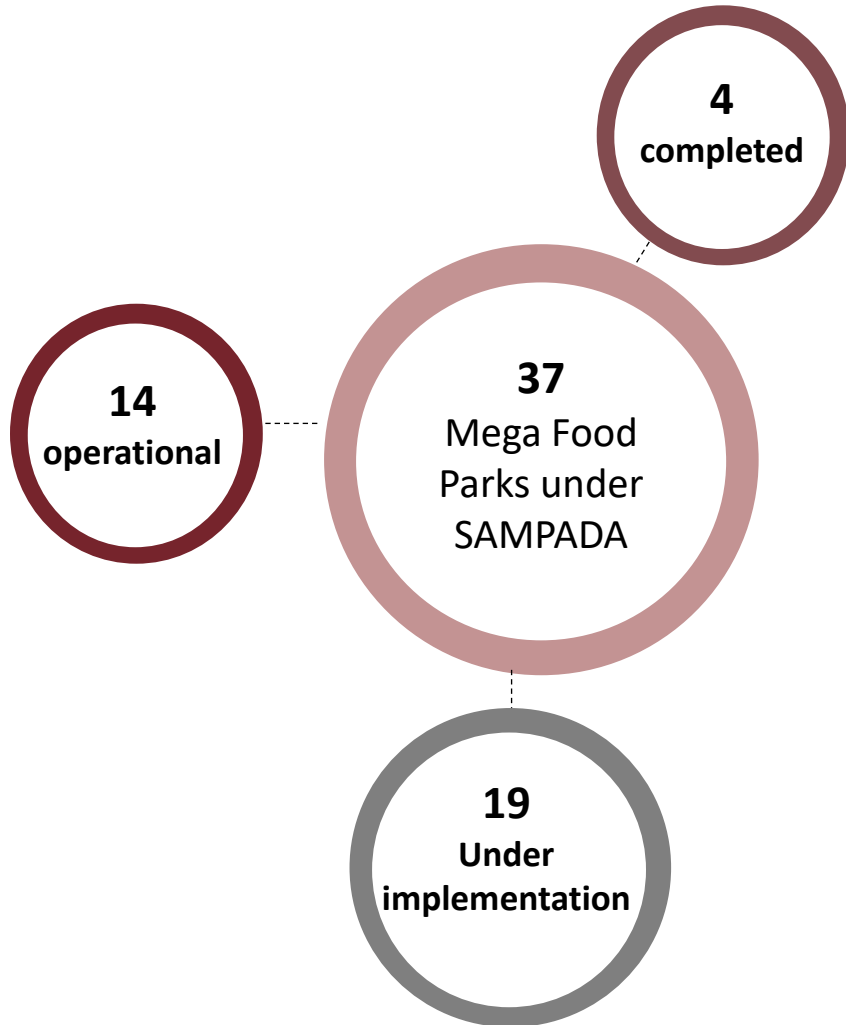 4
completed
14
operational
37
Mega Food
Parks under
SAMPADA
19
Under
implementation